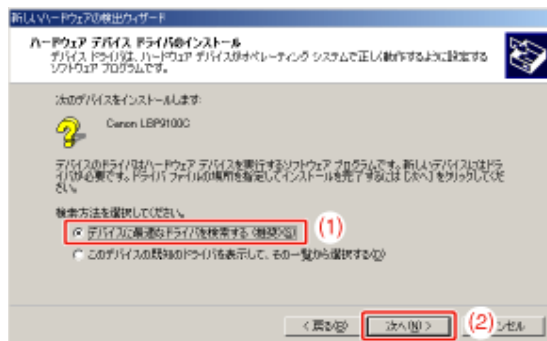 新しいハードウェアの検出ウィザード
ハードウェア デバイス ドライバのインストール
デバイス ドライバは、ハードウェア デバイスがオペレーティング システムで正しく動作するように設定する
ソフトウェア プログラムです。
次のデバイスをインストールします:
Canon LBP9100C
デバイスのドライバはハードウェア デバイスを実行するソフトウェア プログラムです。新しいデバイスにはドラ
イバが必要です。ドライバ ファイルの場所を指定してインストールを完了するには [次へ] をクリックしてくだ
さい。
検索方法を選択してください。
デバイスに最適なドライバを検索する (推奨)(S)
(1)
このデバイスの既知のドライバを表示して、その一覧から選択する(D)
< 戻る(B)
次へ(N) >
(2)
ンセル